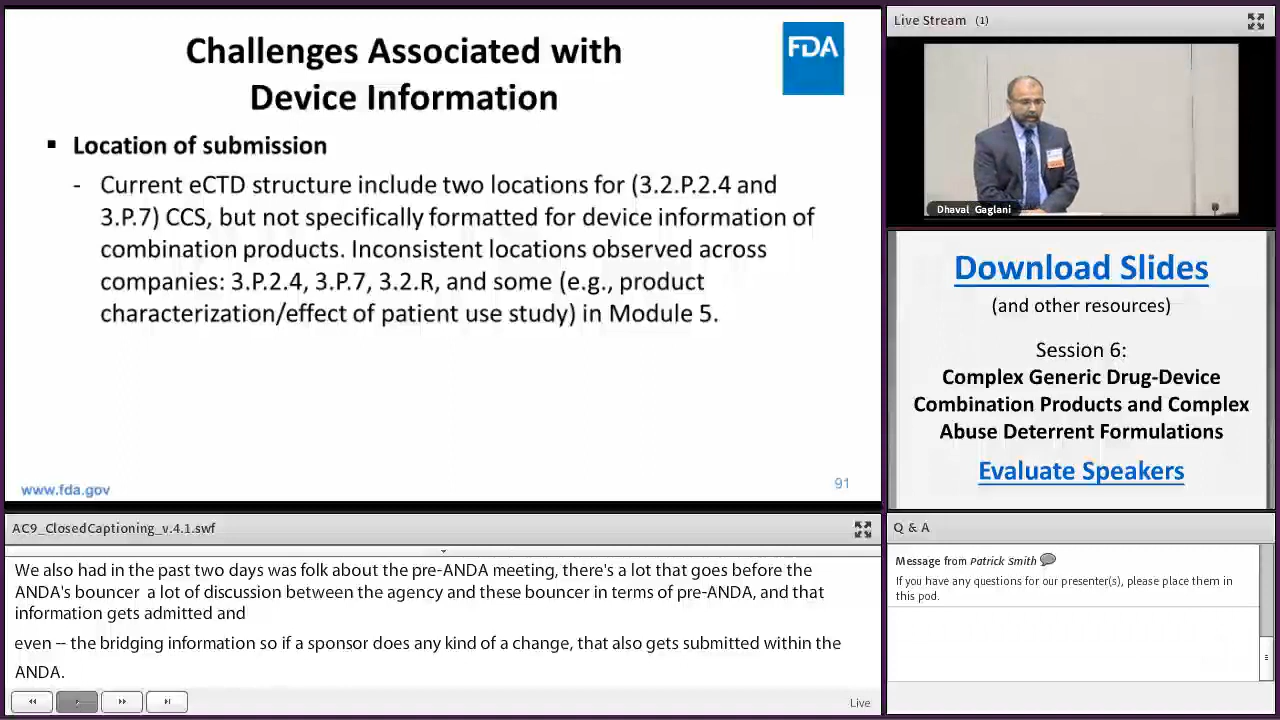 Challenges Associated with
Device Information
FDA
▪ Location of submission
- Current eCTD structure include two locations for (3.2.P.2.4 and
3.P.7) CCS, but not specifically formatted for device information of
combination products. Inconsistent locations observed across
companies: 3.P.2.4, 3.P.7, 3.2.R, and some (e.g., product
characterization/effect of patient use study) in Module 5.
www.fda.gov
91
AC9_ClosedCaptioning_v.4.1.swf
We also had in the past two days was folk about the pre-ANDA meeting, there's a lot that goes before the
ANDA's bouncer a lot of discussion between the agency and these bouncer in terms of pre-ANDA, and that
information gets admitted and
even -- the bridging information so if a sponsor does any kind of a change, that also gets submitted within the
ANDA.
Live
Live Stream (1)
Dhaval Gaglani
Download Slides
(and other resources)
Session 6:
Complex Generic Drug-Device
Combination Products and Complex
Abuse Deterrent Formulations
Evaluate Speakers
Q & A
Message from Patrick Smith
If you have any questions for our presenter(s), please place them in
this pod.